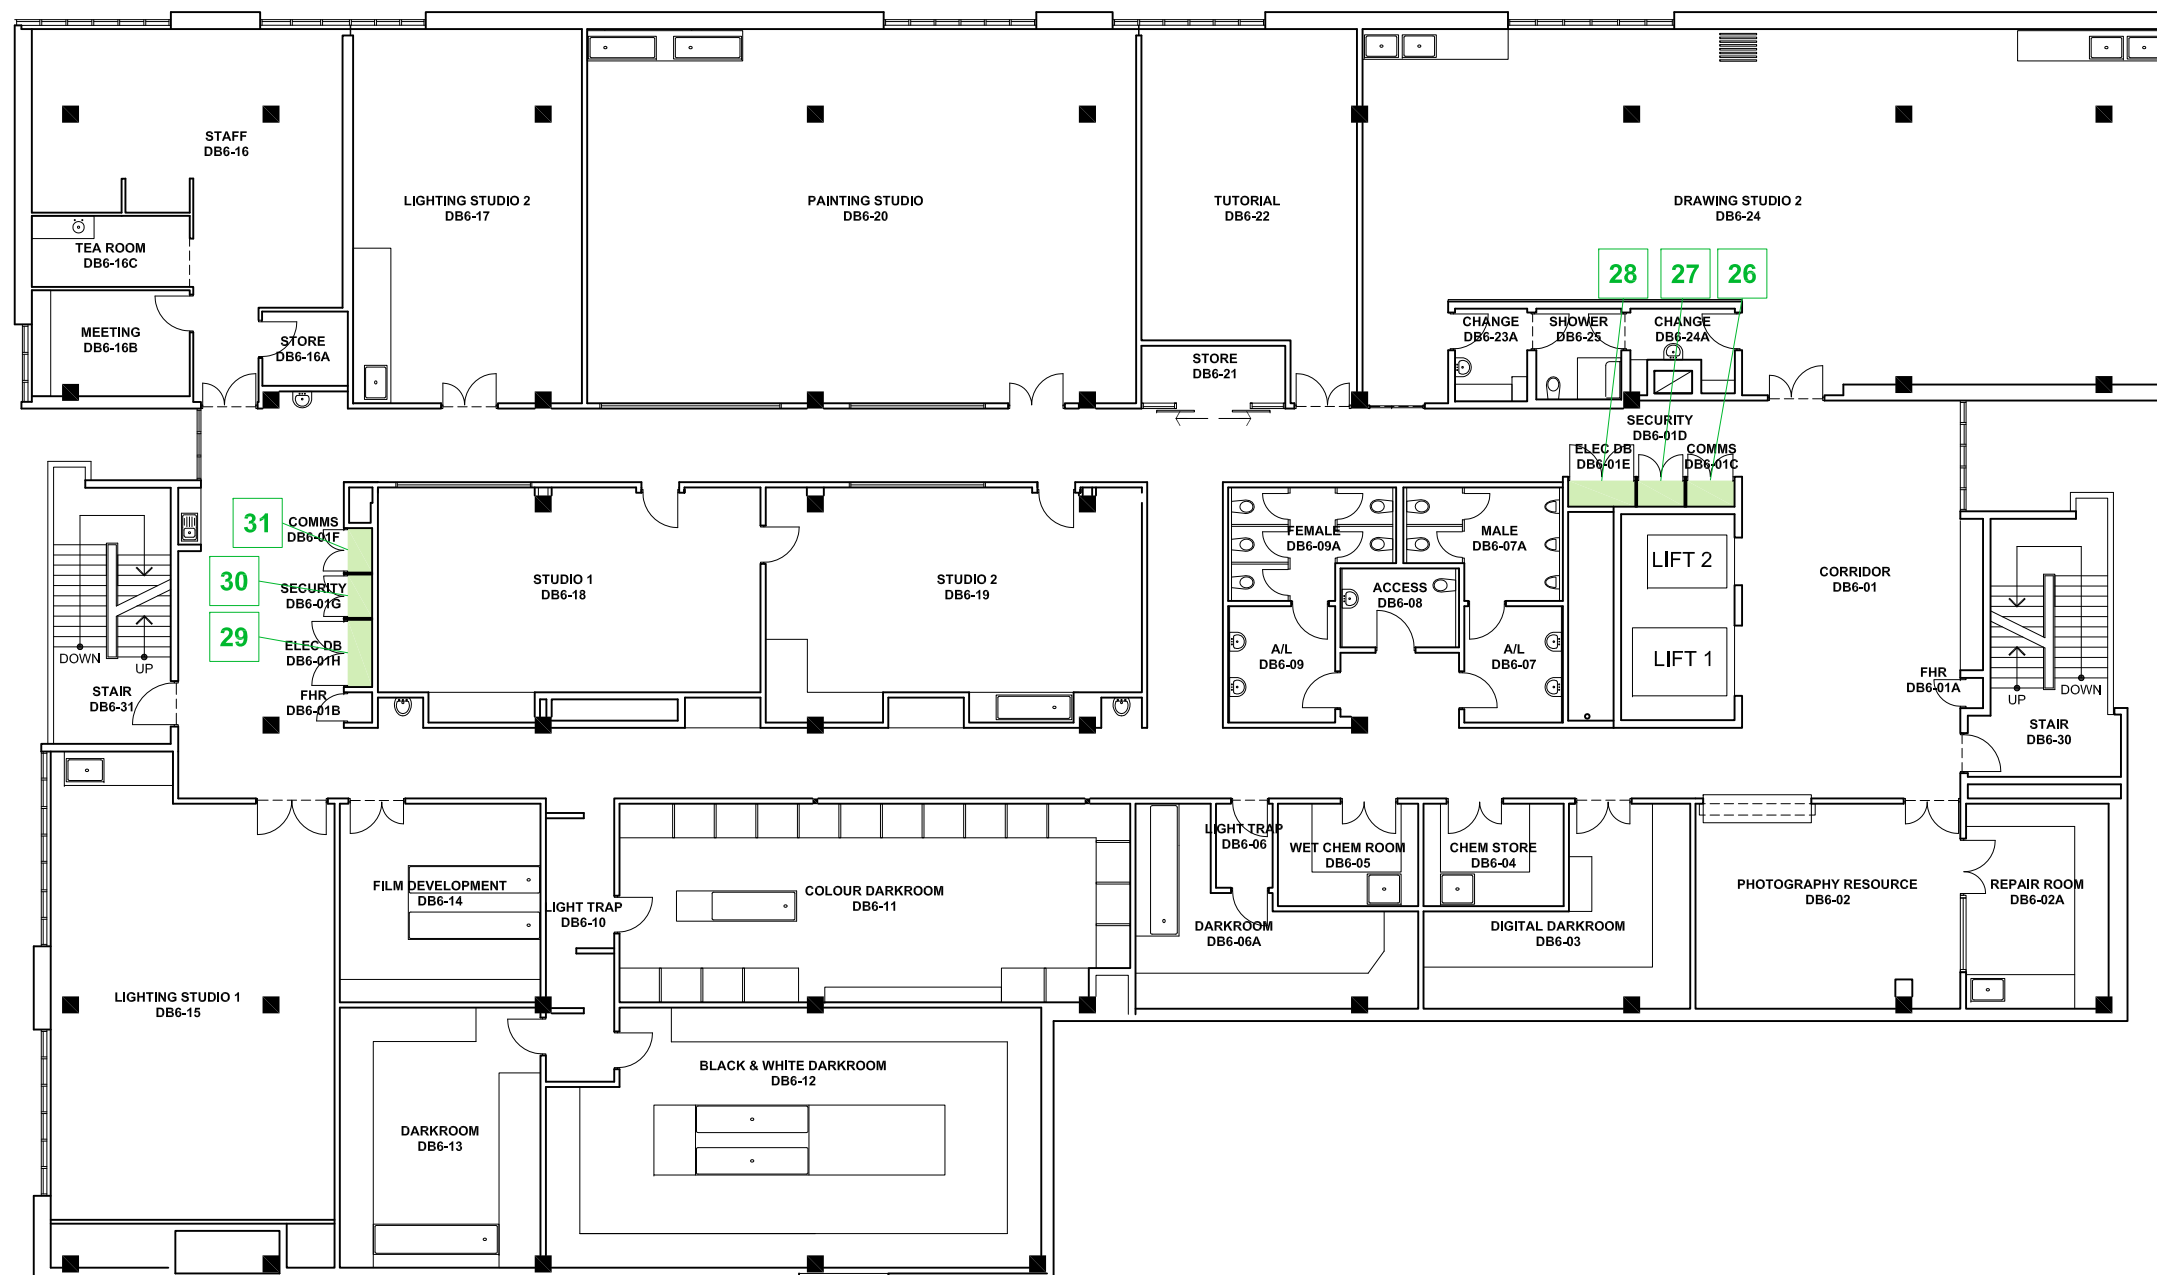 STAFF
DB6-16
LIGHTING STUDIO 2
DB6-17
PAINTING STUDIO
DB6-20
TUTORIAL
DB6-22
DRAWING STUDIO 2
DB6-24
TEA ROOM
DB6-16C
28
27
26
MEETING
DB6-16B
STORE
DB6-16A
STORE
DB6-21
CHANGE
DB6-23A
SHOWER
DB6-25
CHANGE
DB6-24A
SECURITY
DB6-01D
ELEC DB
DB6-01E
COMMS
DB6-01C
31
COMMS
DB6-01F
30
SECURITY
DB6-01G
29
ELEC DB
DB6-01H
FHR
DB6-01B
DOWN
UP
STAIR
DB6-31
STUDIO 1
DB6-18
STUDIO 2
DB6-19
FEMALE
DB6-09A
MALE
DB6-07A
ACCESS
DB6-08
A/L
DB6-09
A/L
DB6-07
LIFT 2
LIFT 1
CORRIDOR
DB6-01
FHR
DB6-01A
UP
DOWN
STAIR
DB6-30
LIGHT TRAP
DB6-06
WET CHEM ROOM
DB6-05
CHEM STORE
DB6-04
FILM DEVELOPMENT
DB6-14
LIGHT TRAP
DB6-10
COLOUR DARKROOM
DB6-11
DARKROOM
DB6-06A
DIGITAL DARKROOM
DB6-03
PHOTOGRAPHY RESOURCE
DB6-02
REPAIR ROOM
DB6-02A
LIGHTING STUDIO 1
DB6-15
BLACK & WHITE DARKROOM
DB6-12
DARKROOM
DB6-13